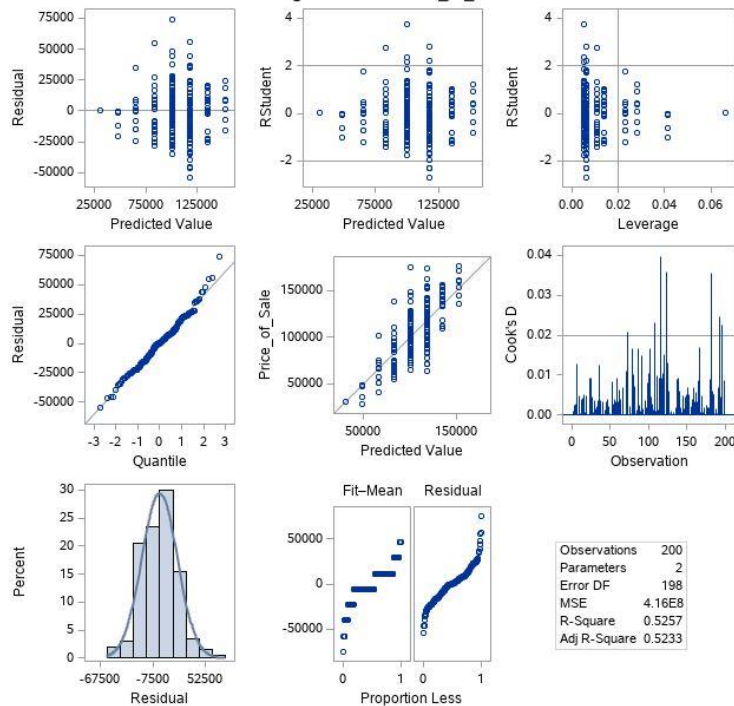 75000
50000
25000
0
-25000
-50000
Residual
25000 75000 125000
Predicted Value
4
2
0
-2
RStudent
25000 75000 125000
Predicted Value
4
2
0
-2
RStudent
0.00 0.02 0.04 0.06
Leverage
75000
50000
25000
0
-25000
-50000
Residual
-3 -2 -1 0 1 2 3
Quantile
150000
100000
50000
Price_of_Sale
50000 150000
Predicted Value
0.04
0.03
0.02
0.01
0.00
Cook's D
0 50 100 150 200
Observation
30
25
20
15
10
5
0
Percent
-67500 -7500 52500
Residual
Fit–Mean Residual
50000
0
-50000
0 1 0 1
Proportion Less
Observations 200
Parameters 2
Error DF 198
MSE 4.16E8
R-Square 0.5257
Adj R-Square 0.5233